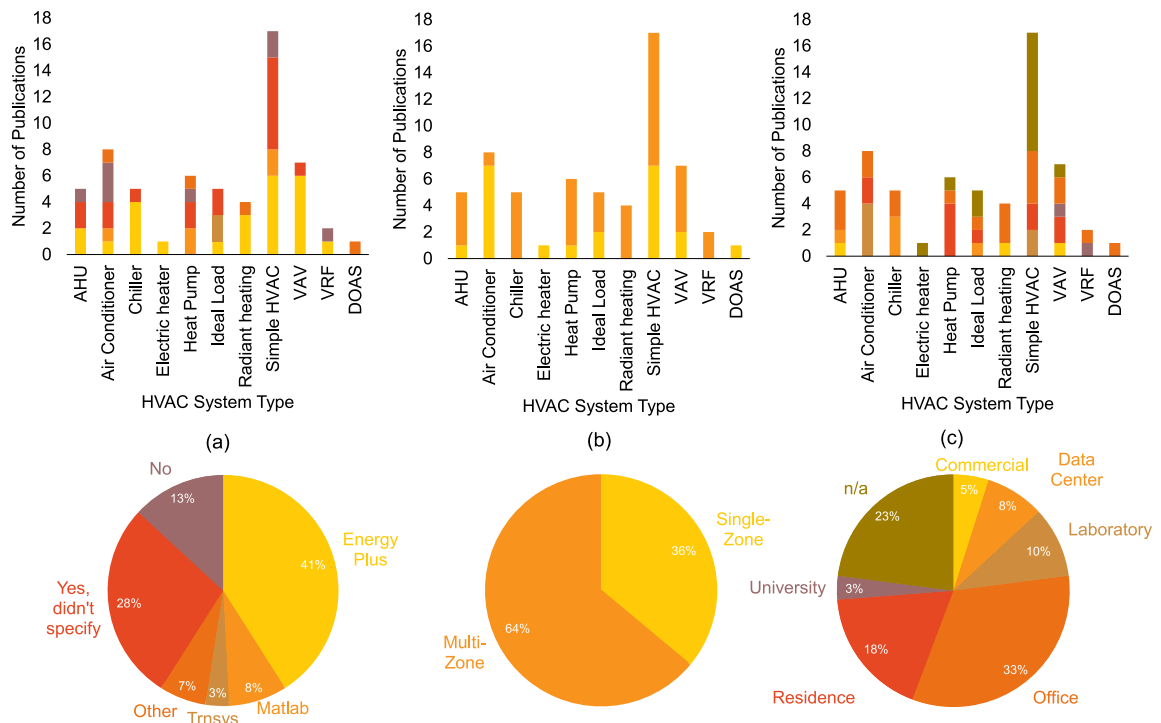 Number of Publications
18
16
14
12
10
8
6
4
2
0
AHU
Air Conditioner
Chiller
Electric heater
Heat Pump
Ideal Load
Radiant heating
Simple HVAC
VAV
VRF
DOAS
HVAC System Type
(a)
Number of Publications
18
16
14
12
10
8
6
4
2
0
AHU
Air Conditioner
Chiller
Electric heater
Heat Pump
Ideal Load
Radiant heating
Simple HVAC
VAV
VRF
DOAS
HVAC System Type
(b)
Number of Publications
18
16
14
12
10
8
6
4
2
0
AHU
Air Conditioner
Chiller
Electric heater
Heat Pump
Ideal Load
Radiant heating
Simple HVAC
VAV
VRF
DOAS
HVAC System Type
(c)
No
13%
Energy
Plus
41%
Yes,
didn't
specify
28%
Other
7%
Trnsys
3%
Matlab
8%
Single-
Zone
36%
Multi-
Zone
64%
Commercial
5%
Data
Center
8%
Laboratory
10%
n/a
23%
University
3%
Residence
18%
Office
33%